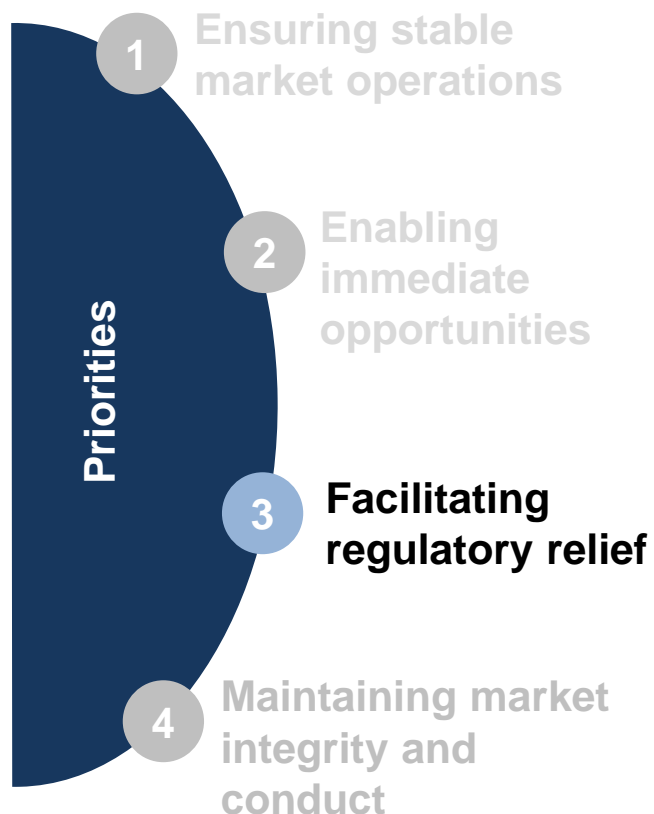 1
Ensuring stable
market operations
2
Enabling
immediate
opportunities
Priorities
3
Facilitating
regulatory relief
4
Maintaining market
integrity and
conduct